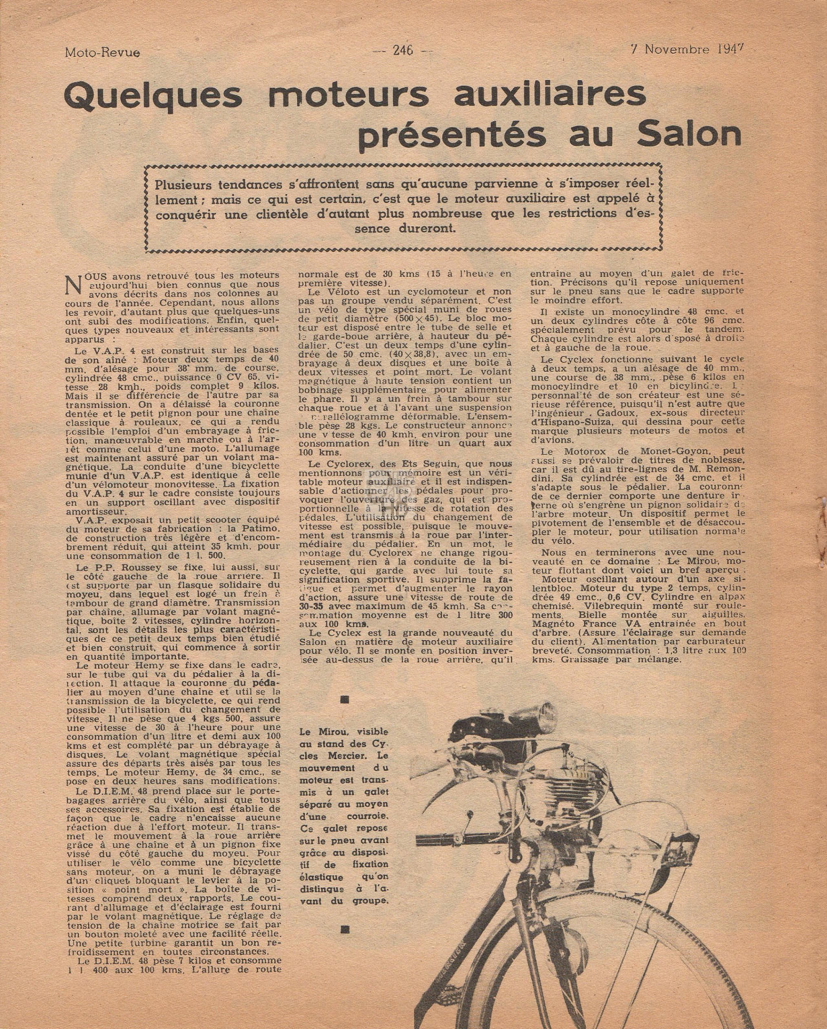 Moto-Revue
— 246 —
7 Novembre 1947
Quelques moteurs auxiliaires
présentés au Salon
Plusieurs tendances s'affrontent sans qu'aucune parvienne à s'imposer réel-
lement ; mais ce qui est certain, c'est que le moteur auxiliaire est appelé à
conquérir une clientèle d'autant plus nombreuse que les restrictions d'es-
sence dureront.
NOUS avons retrouvé tous les moteurs
aujourd'hui bien connus que nous
avons décrits dans nos colonnes au
cours de l'année. Cependant, nous allons
les revoir, d'autant plus que quelques-uns
ont subi des modifications. Enfin, quel-
ques types nouveaux et intéressants sont
apparus :
Le V.A.P. 4 est construit sur les bases
de son aîné : Moteur deux temps de 40
mm. d'alésage pour 38 mm. de course,
cylindrée 48 cmc., puissance 0 CV 65, vi-
tesse 28 kmh., poids complet 9 kilos.
Mais il se différencie de l'autre par sa
transmission. On a délaissé la couronne
dentée et le petit pignon pour une chaîne
classique à rouleaux, ce qui a rendu
possible l'emploi d'un embrayage à fric-
tion, manœuvrable en marche ou à l'ar-
rêt comme celui d'une moto. L'allumage
est maintenant assuré par un volant ma-
gnétique. La conduite d'une bicyclette
munie d'un V.A.P. est identique à celle
d'un vélomoteur monovitesse. La fixation
du V.A.P. 4 sur le cadre consiste toujours
en un support oscillant avec dispositif
amortisseur.
V.A.P. exposait un petit scooter équipé
du moteur de sa fabrication : la Patimo,
de construction très légère et d'encom-
brement réduit, qui atteint 35 kmh. pour
une consommation de 1 l. 500.
Le P.P. Roussey se fixe, lui aussi, sur
le côté gauche de la roue arrière. Il
est supporté par un flasque solidaire du
moyeu, dans lequel est logé un frein à
tambour de grand diamètre. Transmission
par chaîne, allumage par volant magné-
tique, boîte 2 vitesses, cylindre horizon-
tal, sont les détails les plus caractéristi-
ques de ce petit deux temps bien étudié
et bien construit, qui commence à sortir
en quantité importante.
Le moteur Hemy se fixe dans le cadre,
sur le tube qui va du pédalier à la di-
rection. Il attaque la couronne du péda-
lier au moyen d'une chaîne et utilise la
transmission de la bicyclette, ce qui rend
possible l'utilisation du changement de
vitesse. Il ne pèse que 4 kgs 500, assure
une vitesse de 30 à l'heure pour une
consommation d'un litre et demi aux 100
kms et est complété par un débrayage à
disques. Le volant magnétique spécial
assure des départs très aisés par tous les
temps. Le moteur Hemy, de 34 cmc., se
pose en deux heures sans modifications.
Le D.I.E.M. 48 prend place sur le porte-
bagages arrière du vélo, ainsi que tous
ses accessoires. Sa fixation est établie de
façon que le cadre n'encaisse aucune
réaction due à l'effort moteur. Il trans-
met le mouvement à la roue arrière
grâce à une chaîne et à un pignon fixe
vissé du côté gauche du moyeu. Pour
utiliser le vélo comme une bicyclette
sans moteur, on a muni le débrayage
d'un cliquet bloquant le levier à la po-
sition « point mort ». La boîte de vi-
tesses comprend deux rapports. Le cou-
rant d'allumage et d'éclairage est fourni
par le volant magnétique. Le réglage de
tension de la chaîne motrice se fait par
un bouton moleté avec une facilité réelle.
Une petite turbine garantit un bon re-
froidissement en toutes circonstances.
Le D.I.E.M. 48 pèse 7 kilos et consomme
1 l 400 aux 100 kms. L'allure de route
normale est de 30 kms (15 à l'heure en
première vitesse).
Le Véloto est un cyclomoteur et non
pas un groupe vendu séparément. C'est
un vélo de type spécial muni de roues
de petit diamètre (500×45). Le bloc mo-
teur est disposé entre le tube de selle et
le garde-boue arrière, à hauteur du pé-
dalier. C'est un deux temps d'une cylin-
drée de 50 cmc. (40×38,8), avec un em-
brayage à deux disques et une boîte à
deux vitesses et point mort. Le volant
magnétique à haute tension contient un
bobinage supplémentaire pour alimenter
le phare. Il y a un frein à tambour sur
chaque roue et à l'avant une suspension
parallélogramme déformable. L'ensem-
ble pèse 28 kgs. Le constructeur annonce
une vitesse de 40 kmh. environ pour une
consommation d'un litre un quart aux
100 kms.
Le Cyclorex, des Ets Seguin, que nous
mentionnons mémoire est un véri-
table moteur et il est indispen-
sable d'actionner pédales pour pro-
voquer l'ouverture gaz, qui est pro-
portionnelle à de rotation des
pédales. L'utilisation du changement de
vitesse est possible, puisque le mouve-
ment est transmis à la roue par l'inter-
médiaire du pédalier. En un mot, le
montage du Cyclorex ne change rigou-
reusement rien à la conduite de la bi-
cyclette, qui garde avec lui toute sa
signification sportive. Il supprime la fa-
tigue et permet d'augmenter le rayon
d'action, assure une vitesse de route de
30-35 avec maximum de 45 kmh. Sa con-
sommation moyenne est de 1 litre 300
aux 100 kms.
Le Cyclex est la grande nouveauté du
Salon en matière de moteur auxiliaire
pour vélo. Il se monte en position inver-
sée au-dessus de la roue arrière, qu'il
entraîne au moyen d'un galet de fric-
tion. Précisons qu'il repose uniquement
sur le pneu sans que le cadre supporte
le moindre effort.
Il existe un monocylindre 48 cmc. et
un deux cylindres côte à côte 96 cmc.
spécialement prévu pour le tandem.
Chaque cylindre est alors disposé à droite
et à gauche de la roue.
Le Cyclex fonctionne suivant le cycle
à deux temps, a un alésage de 40 mm.,
une course de 38 mm., pèse 6 kilos en
monocylindre et 10 en bicylindre. La
personnalité de son créateur est une sé-
rieuse référence, puisqu'il n'est autre que
l'ingénieur Gadoux, ex-sous directeur
d'Hispano-Suiza, qui dessina pour cette
marque plusieurs moteurs de motos et
d'avions.
Le Motorox de Monet-Goyon, peut
aussi se prévaloir de titres de noblesse,
car il est dû au tire-lignes de M. Remon-
dini. Sa cylindrée est de 34 cmc. et il
s'adapte sous le pédalier. La couronne
de ce dernier comporte une denture in-
terne où s'engrène un pignon solidaire de
l'arbre moteur. Un dispositif permet le
pivotement de l'ensemble et de désaccou-
pler le moteur, pour utilisation normale
du vélo.
Nous en terminerons avec une nou-
veauté en ce domaine : Le Mirou, mo-
teur flottant dont voici un bref aperçu :
Moteur oscillant autour d'un axe si-
lentbloc. Moteur du type 2 temps, cylin-
drée 49 cmc., 0,6 CV. Cylindre en alpax
chemisé. Vilebrequin monté sur roule-
ments. Bielle montée sur aiguilles.
Magnéto France VA entraînée en bout
d'arbre. (Assure l'éclairage sur demande
du client). Alimentation par carburateur
breveté. Consommation : 1,3 litre aux 100
kms. Graissage par mélange.
Le Mirou, visible
au stand des Cy-
cles Mercier. Le
mouvement du
moteur est trans-
mis à un galet
séparé au moyen
d'une courroie.
Ce galet repose
sur le pneu avant
grâce au disposi-
tif de fixation
élastique qu'on
distingue à l'a-
vant du groupe.